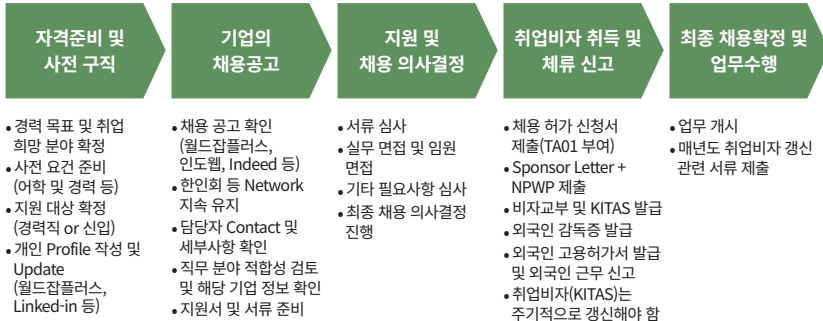 자격준비 및
사전 구직
• 경력 목표 및 취업
희망 분야 확정
• 사전 요건 준비
(어학 및 경력 등)
• 지원 대상 확정
(경력직 or 신입)
• 개인 Profile 작성 및
Update
(월드잡플러스,
Linked-in 등)
기업의
채용공고
• 채용 공고 확인
(월드잡플러스,
인도웹, Indeed 등)
• 한인회 등 Network
지속 유지
• 담당자 Contact 및
세부사항 확인
• 직무 분야 적합성 검토
및 해당 기업 정보 확인
• 지원서 및 서류 준비
지원 및
채용 의사결정
• 서류 심사
• 실무 면접 및 임원
면접
• 기타 필요사항 심사
• 최종 채용 의사결정
진행
취업비자 취득 및
체류 신고
• 체용 허가 신청서
제출(TA01 부여)
• Sponsor Letter +
NPWP 제출
• 비자교부 및 KITAS 발급
• 외국인 감독증 발급
• 외국인 고용허가서 발급
및 외국인 근무 신고
• 취업비자(KITAS)는
주기적으로 갱신해야 함
최종 채용확정 및
업무수행
• 업무 개시
• 매년도 취업비자 갱신
관련 서류 제출